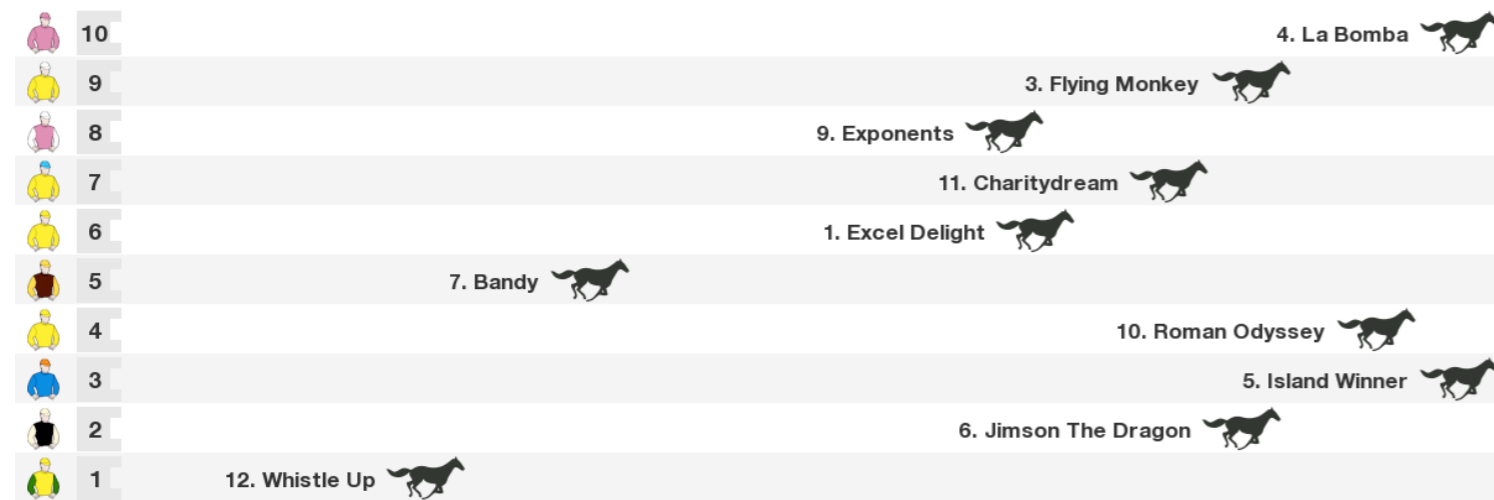 10 4. La Bomba
9 3. Flying Monkey
8 9. Exponents
7 11. Charitydream
6 1. Excel Delight
5 7. Bandy
4 10. Roman Odyssey
3 5. Island Winner
2 6. Jimson The Dragon
1 12. Whistle Up